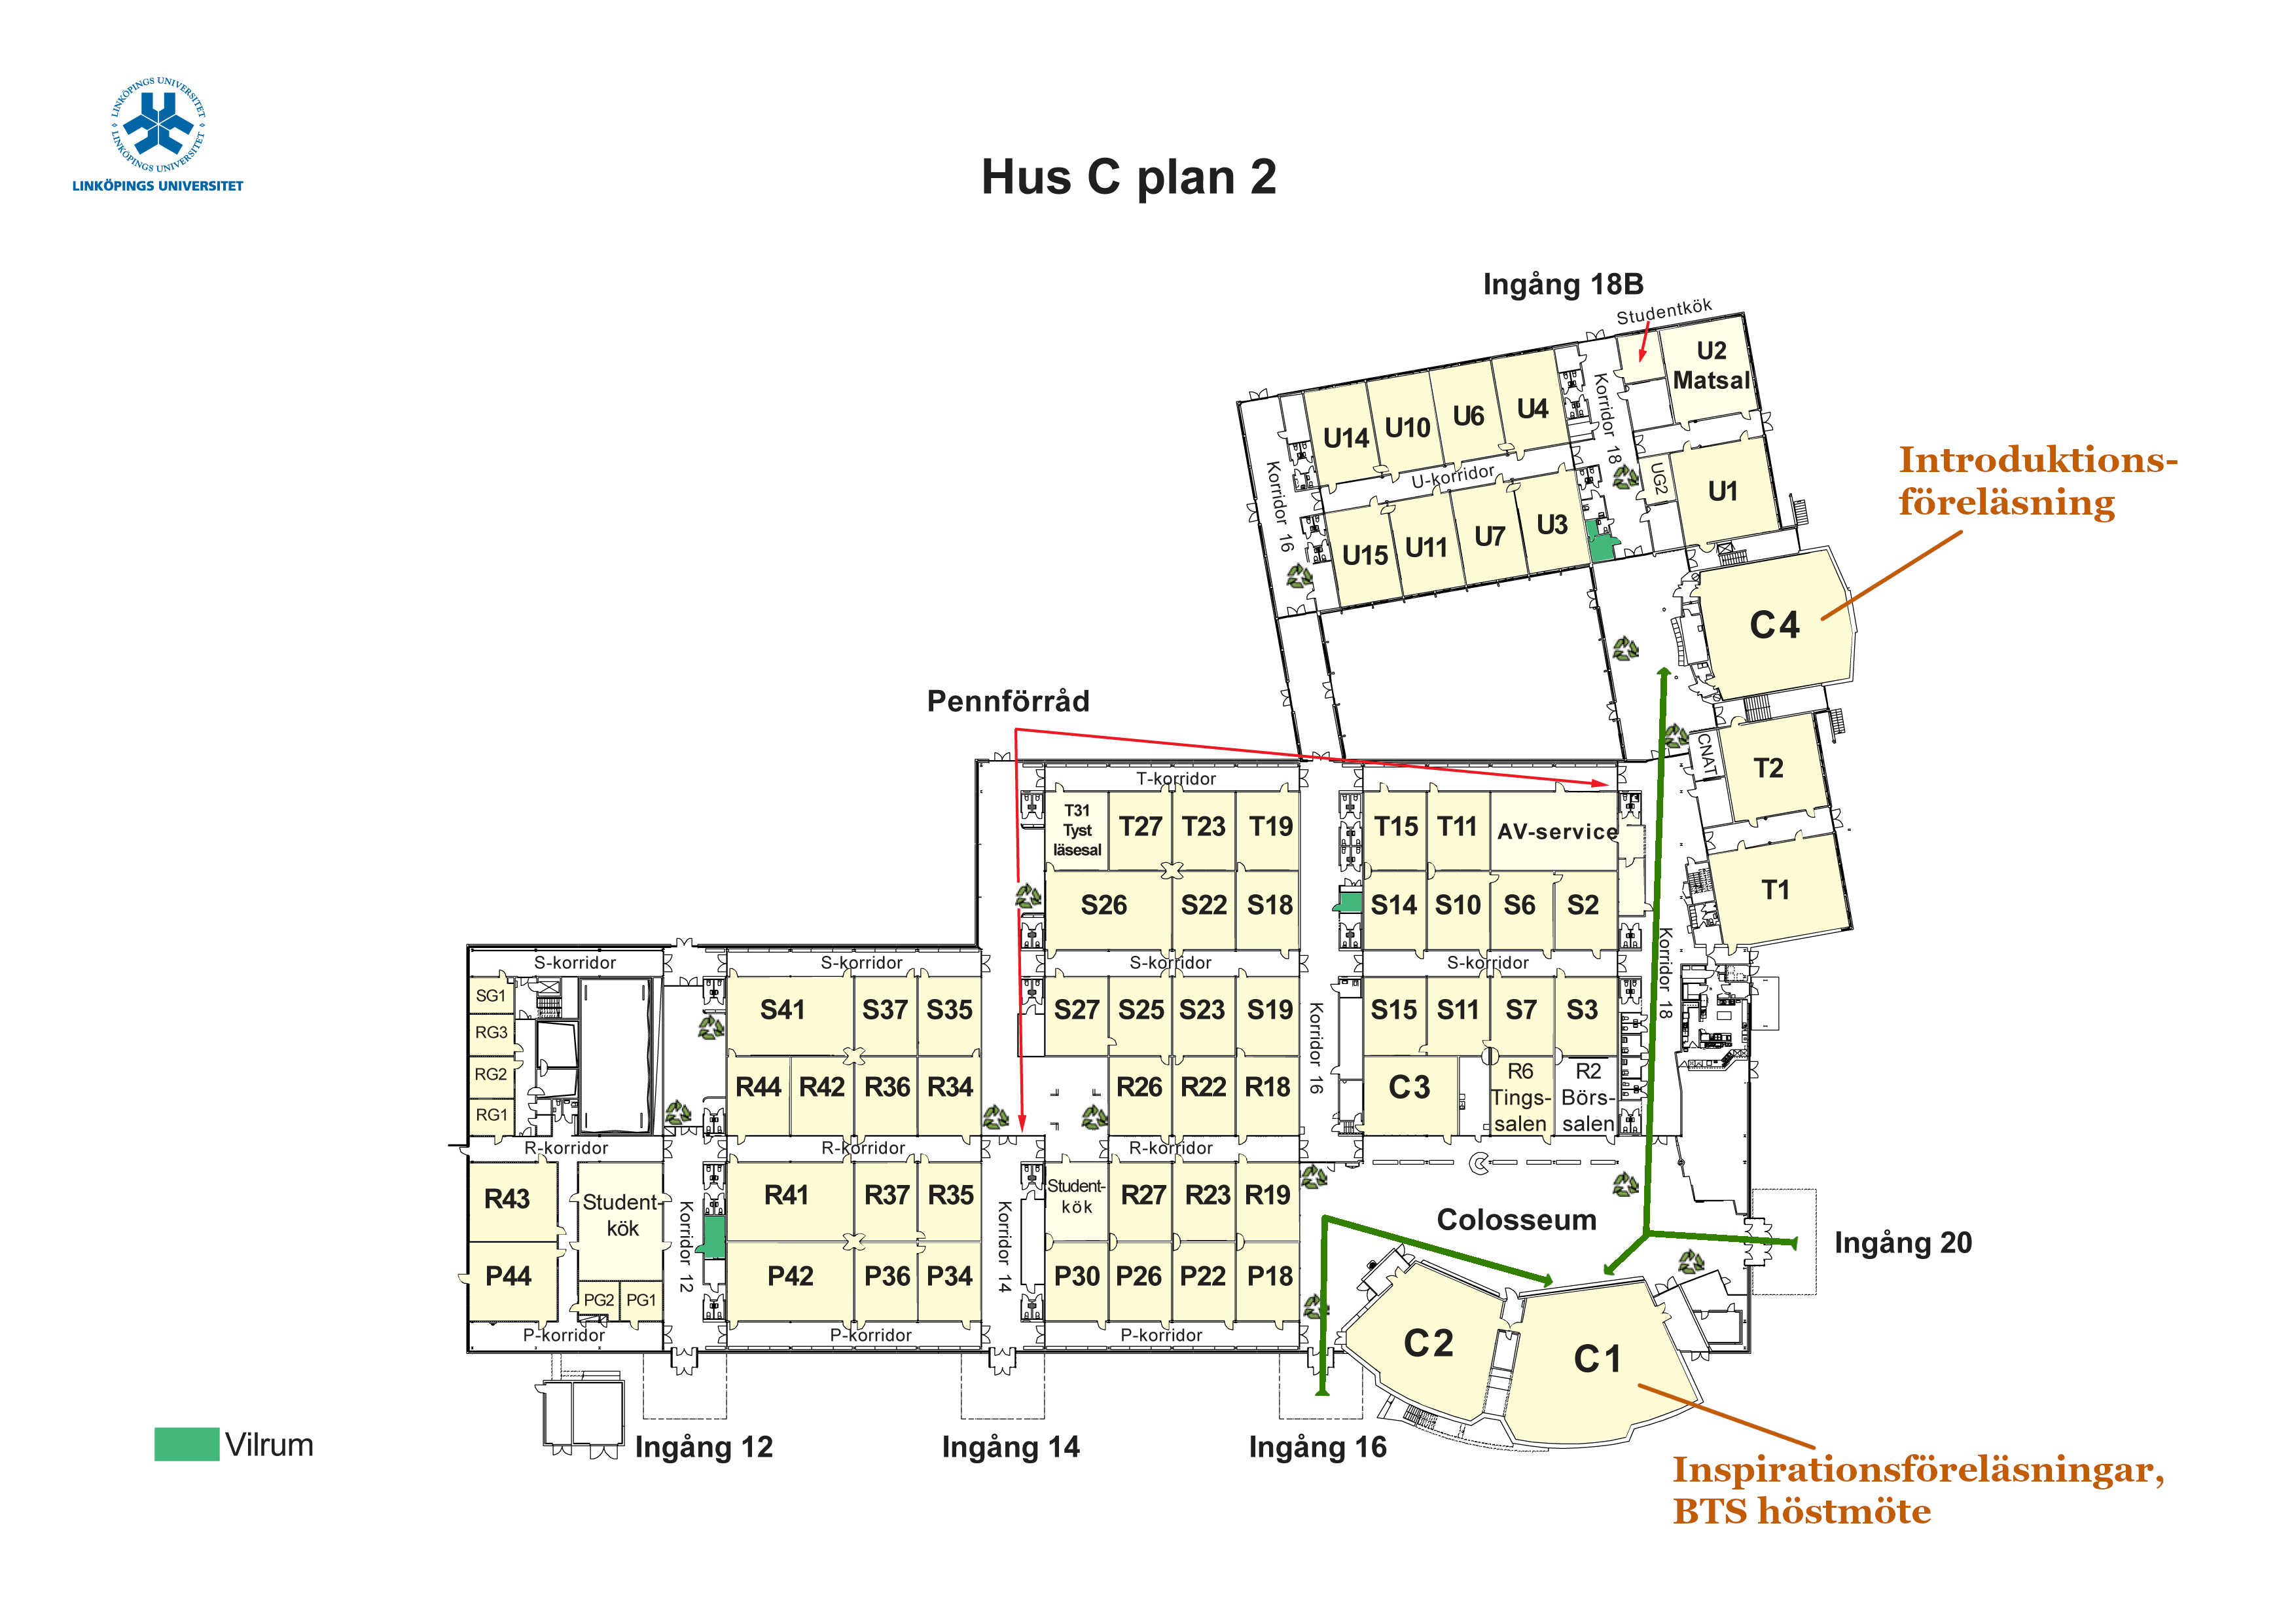 LINKÖPINGS UNIVERSITET
LINKÖPINGS UNIVERSITET
LINKÖPINGS UNIVERSITET
Hus C plan 2
Ingång 18B
Studentkök
U2
Matsal
Korridor 18
U4
U6
U10
U14
U-korridor
Korridor 16
UG2
U1
U3
U7
U11
U15
Introduktions-
föreläsning
C4
Pennförråd
CNAT
T2
T-korridor
T31
Tyst
läsesal
T27
T23
T19
T15
T11
AV-service
T1
S26
S22
S18
S14
S10
S6
S2
Korridor 18
S-korridor
S-korridor
S-korridor
S-korridor
SG1
RG3
RG2
RG1
S41
S37
S35
S27
S25
S23
S19
Korridor 16
S15
S11
S7
S3
R44
R42
R36
R34
R26
R22
R18
C3
R6
Tings-
salen
R2
Börs-
salen
R-korridor
R-korridor
R-korridor
R43
Student-
kök
Korridor 12
R41
R37
R35
Korridor 14
Student-
kök
R27
R23
R19
Colosseum
Ingång 20
P44
PG2
PG1
P42
P36
P34
P30
P26
P22
P18
P-korridor
P-korridor
P-korridor
C2
C1
Vilrum
Ingång 12
Ingång 14
Ingång 16
Inspirationsföreläsningar,
BTS höstmöte